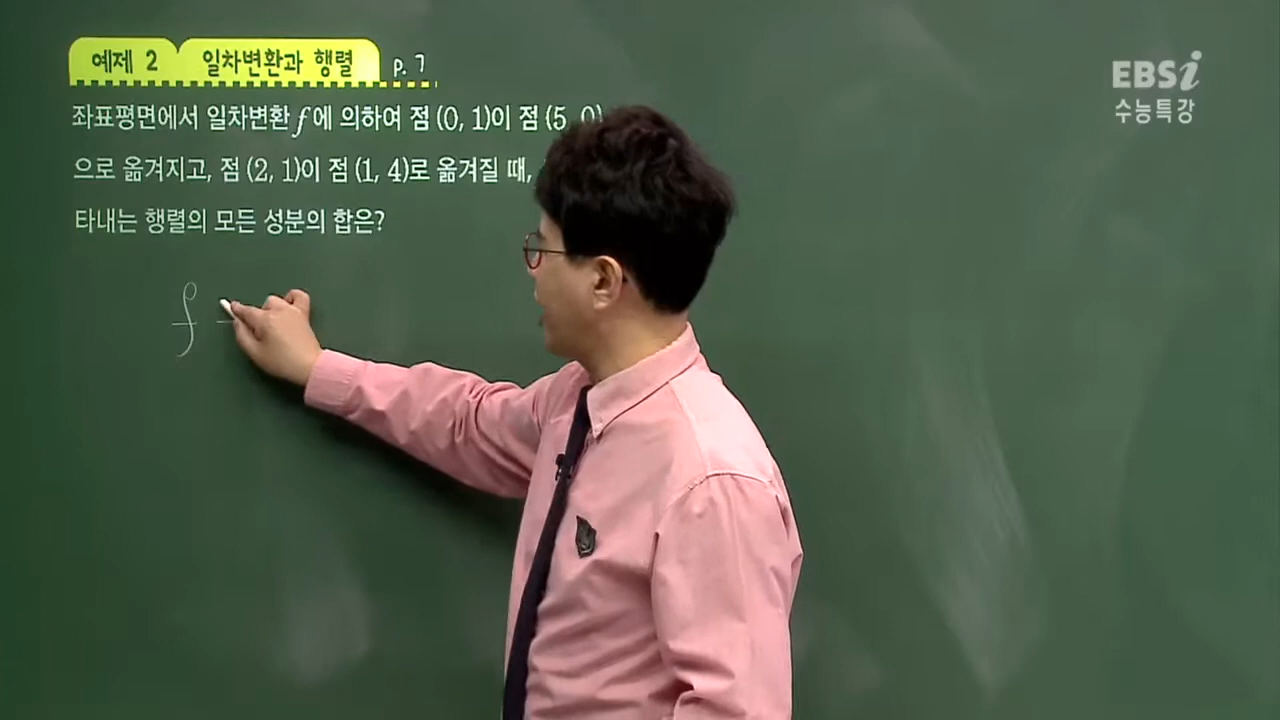 예제 2 일차변환과 행렬 p. 7
EBSi
수능특강
좌표평면에서 일차변환 f에 의하여 점 (0, 1)이 점 (5, 0)
으로 옮겨지고, 점 (2, 1)이 점 (1, 4)로 옮겨질 때,
타내는 행렬의 모든 성분의 합은?
f